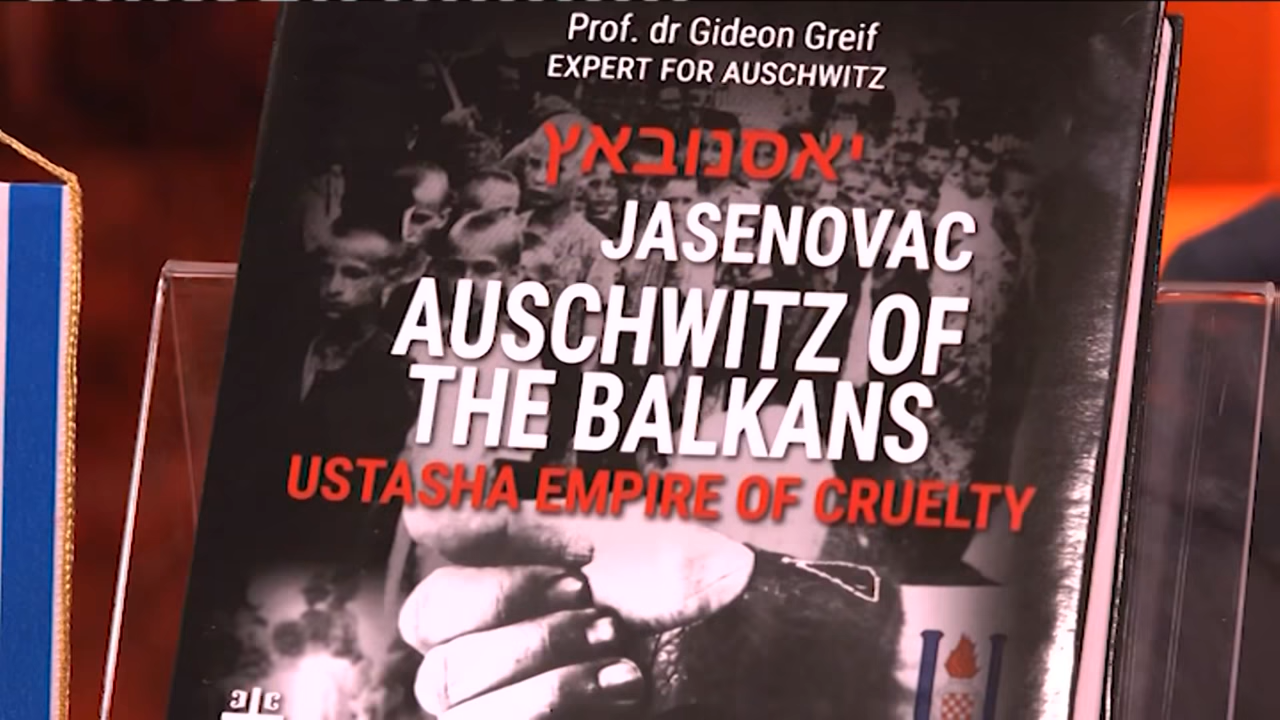 Prof. dr Gideon Greif
EXPERT FOR AUSCHWITZ
יאסנובאץ
JASENOVAC
AUSCHWITZ OF
THE BALKANS
USTASHA EMPIRE OF CRUELTY